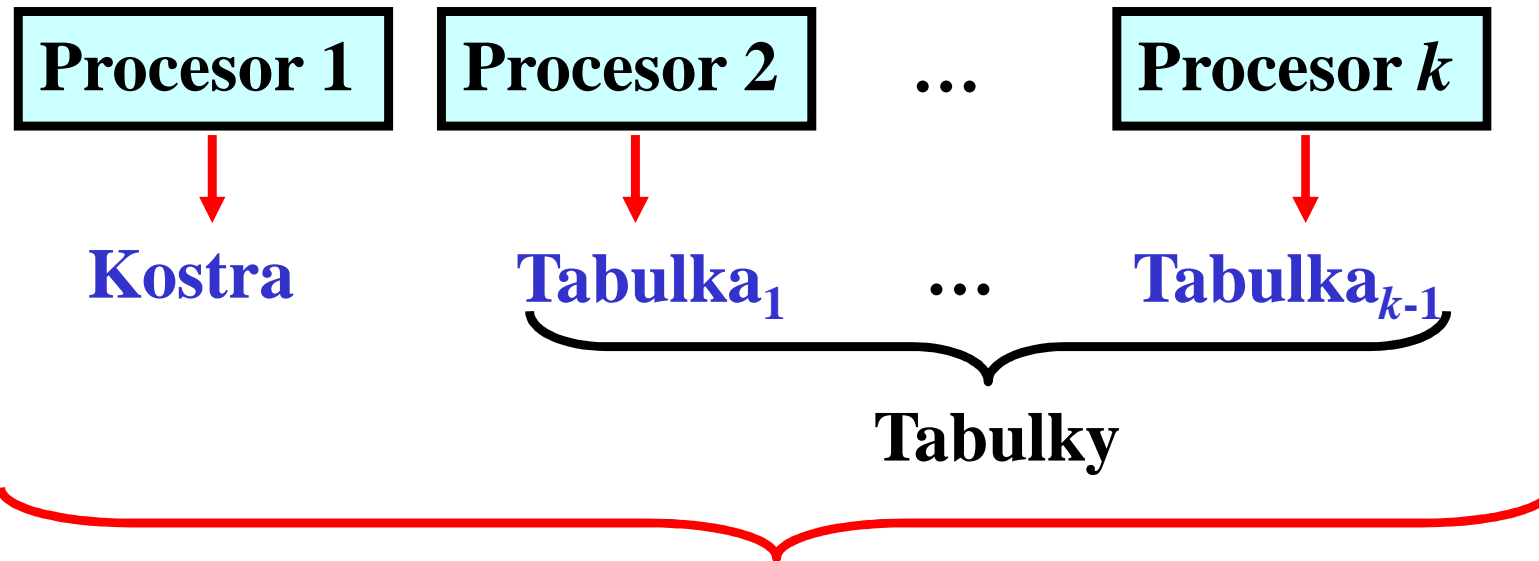 Procesor 1 Procesor 2 … Procesor k
Kostra Tabulka1 … Tabulkak-1
Tabulky